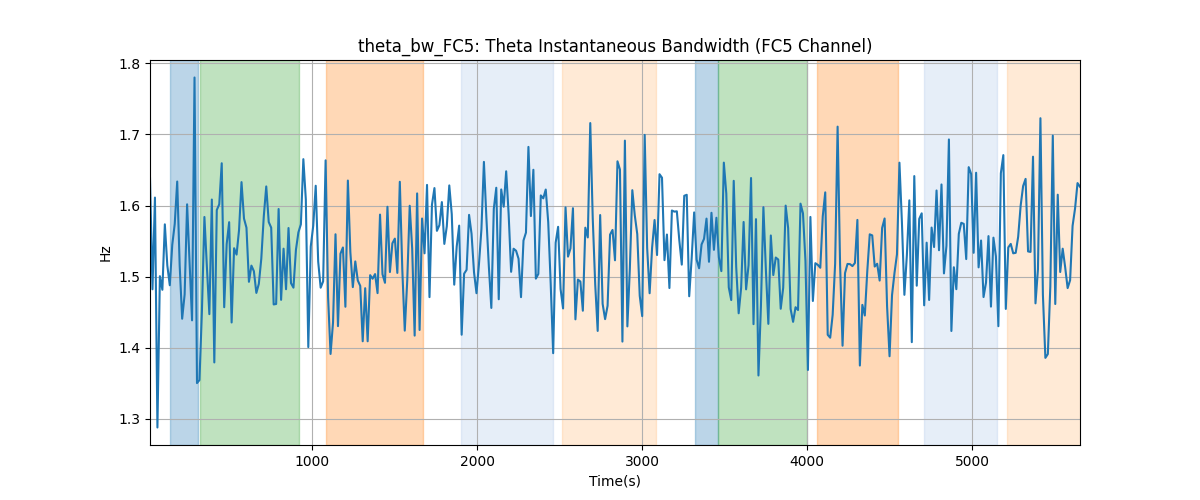 theta_bw_FC5: Theta Instantaneous Bandwidth (FC5 Channel)
1.8
1.7
1.6
1.5
1.4
1.3
Hz
1000 2000 3000 4000 5000
Time(s)